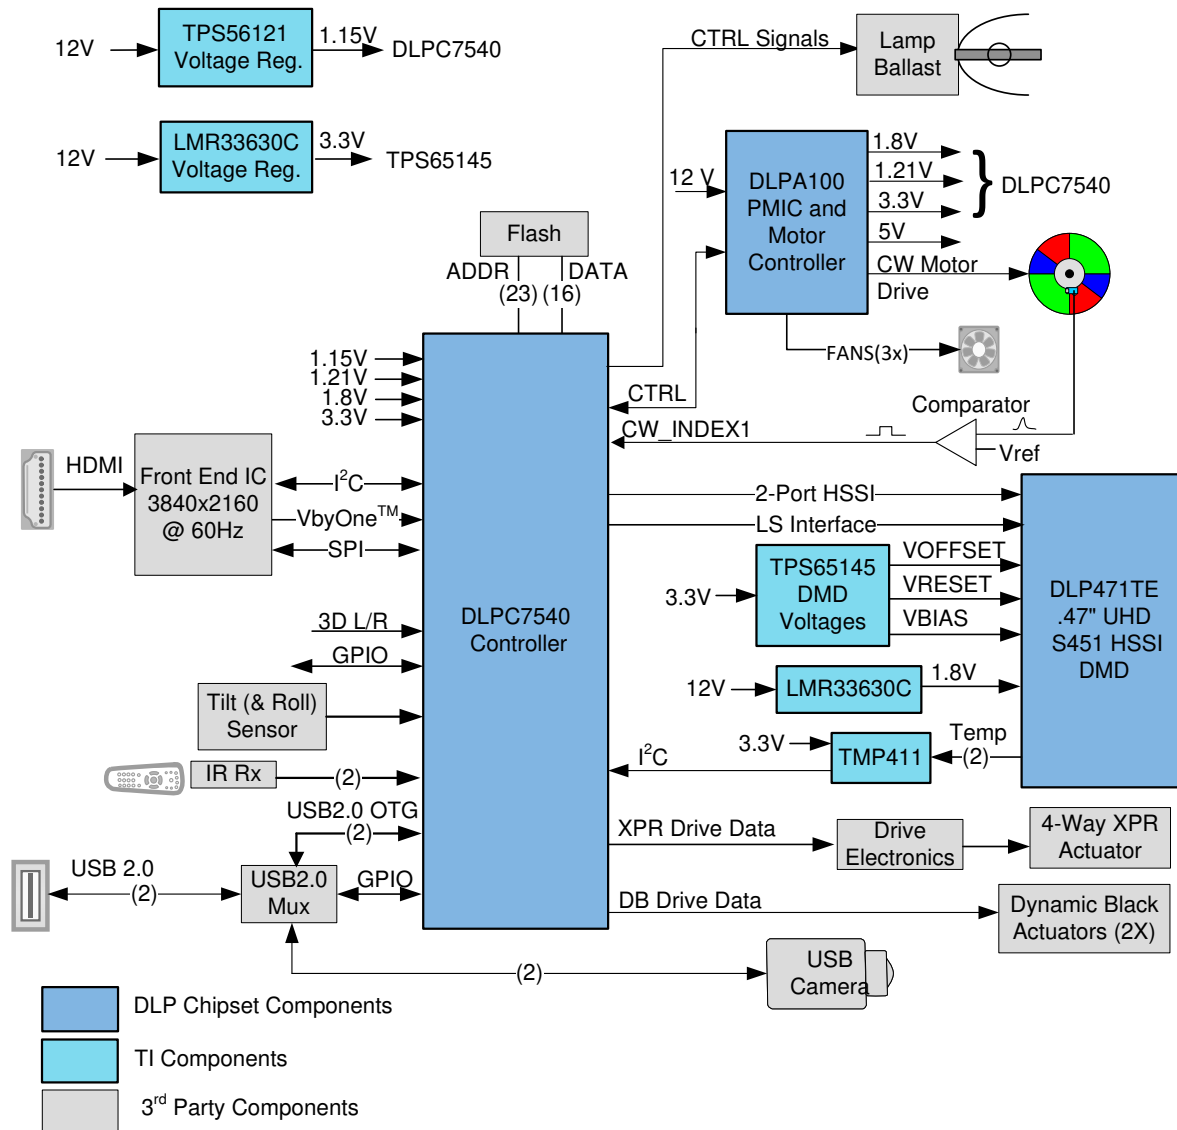 12V
TPS56121
Voltage Reg.
1.15V
DLPC7540
12V
LMR33630C
Voltage Reg.
3.3V
TPS65145
CTRL Signals
Lamp
Ballast
12 V
DLPA100
PMIC and
Motor
Controller
1.8V
1.21V
3.3V
DLPC7540
5V
CW Motor
Drive
FANS(3x)
Flash
ADDR
(23)
DATA
(16)
1.15V
1.21V
1.8V
3.3V
CTRL
CW_INDEX1
Comparator
Vref
HDMI
Front End IC
3840x2160
@ 60Hz
I2C
VbyOne™
SPI
DLPC7540
Controller
2-Port HSSI
LS Interface
3.3V
TPS65145
DMD
Voltages
VOFFSET
VRESET
VBIAS
DLP471TE
.47" UHD
S451 HSSI
DMD
12V
LMR33630C
1.8V
3.3V
TMP411
Temp
(2)
I2C
3D L/R
GPIO
Tilt (& Roll)
Sensor
IR Rx
(2)
USB2.0 OTG
(2)
USB 2.0
(2)
USB2.0
Mux
GPIO
XPR Drive Data
Drive
Electronics
4-Way XPR
Actuator
DB Drive Data
Dynamic Black
Actuators (2X)
(2)
USB
Camera
DLP Chipset Components
TI Components
3rd Party Components